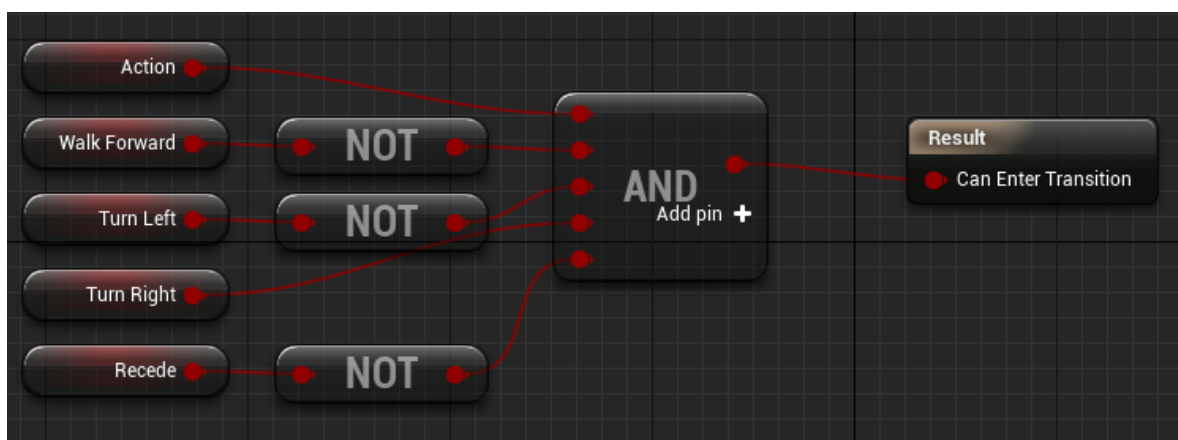 Action
Walk Forward
NOT
Turn Left
NOT
Turn Right
Recede
NOT
AND
Add pin
Result
Can Enter Transition